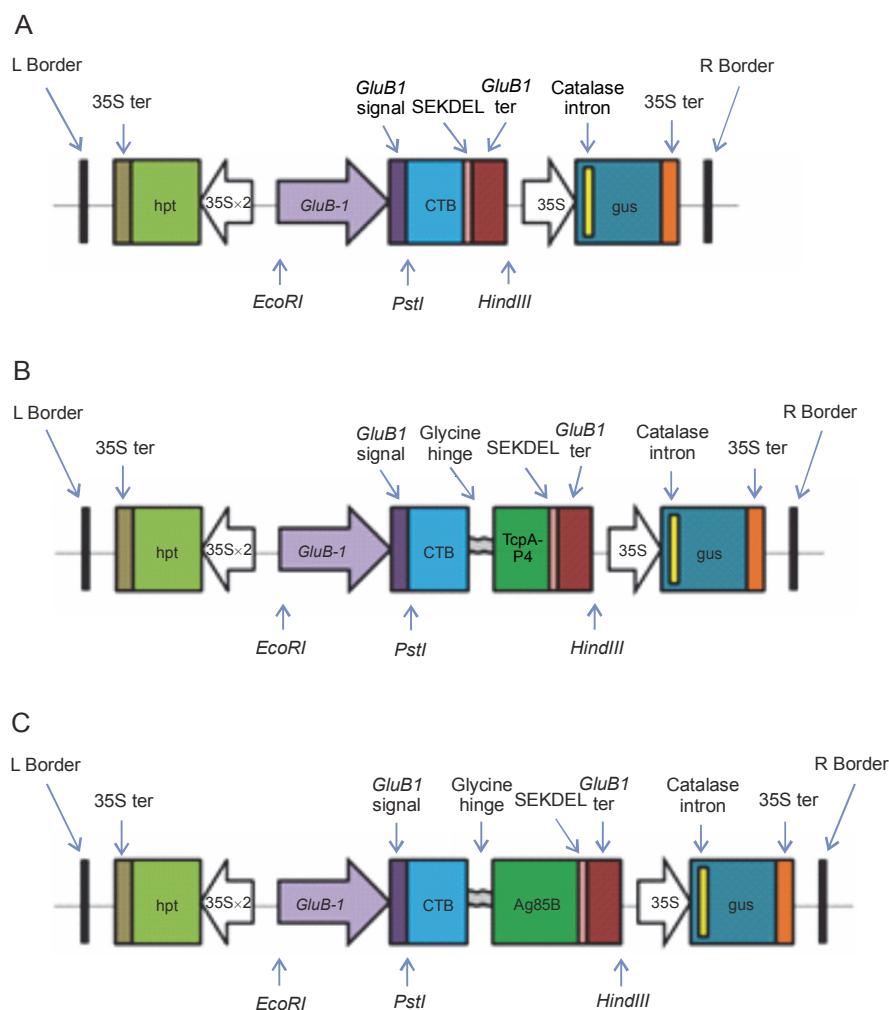 A
L Border
35S ter
GluB1
signal
SEKDEL
GluB1
ter
Catalase
intron
35S ter
R Border
hpt
35S×2
GluB-1
CTB
35S
gus
EcoRI
PstI
HindIII
B
L Border
35S ter
GluB1
signal
Glycine
hinge
SEKDEL
GluB1
ter
Catalase
intron
35S ter
R Border
hpt
35S×2
GluB-1
CTB
TcpA-
P4
35S
gus
EcoRI
PstI
HindIII
C
L Border
35S ter
GluB1
signal
Glycine
hinge
SEKDEL
GluB1
ter
Catalase
intron
35S ter
R Border
hpt
35S×2
GluB-1
CTB
Ag85B
35S
gus
EcoRI
PstI
HindIII